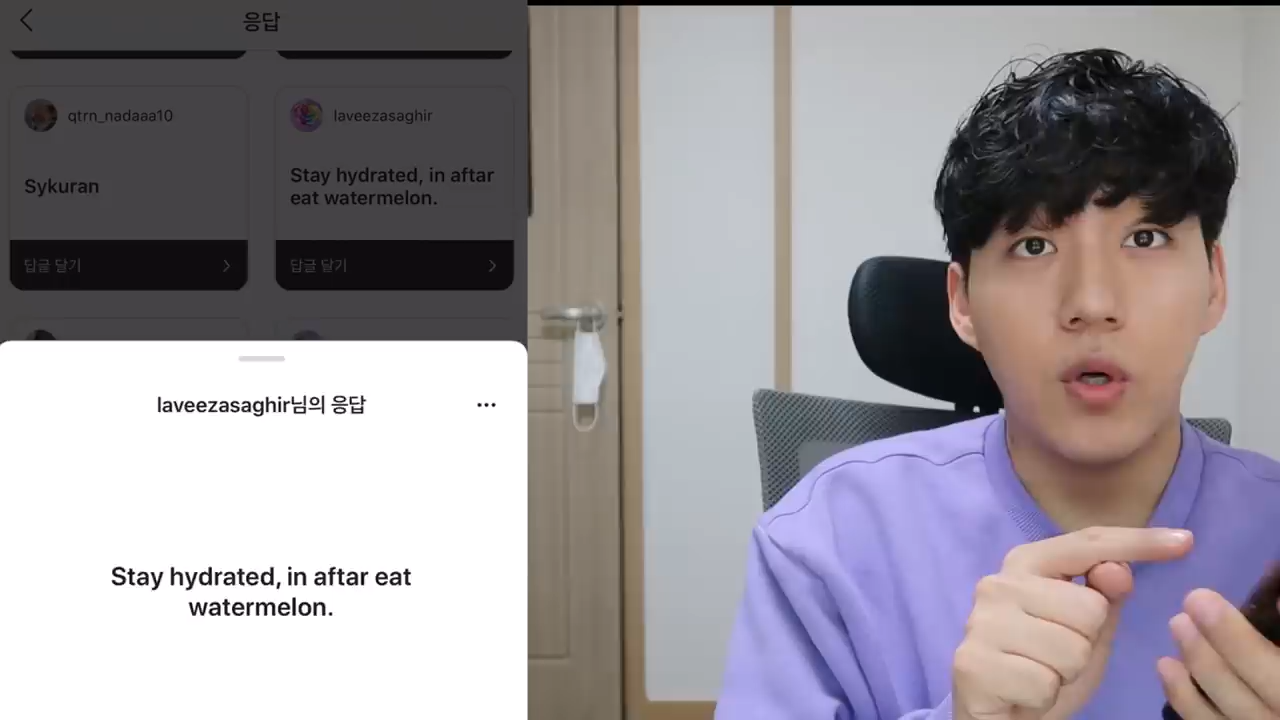 응답
qtrn_nadaaa10
laveezasaghir
Sykuran
Stay hydrated, in aftar
eat watermelon.
답글 달기
답글 달기
laveezasaghir님의 응답
Stay hydrated, in aftar eat
watermelon.